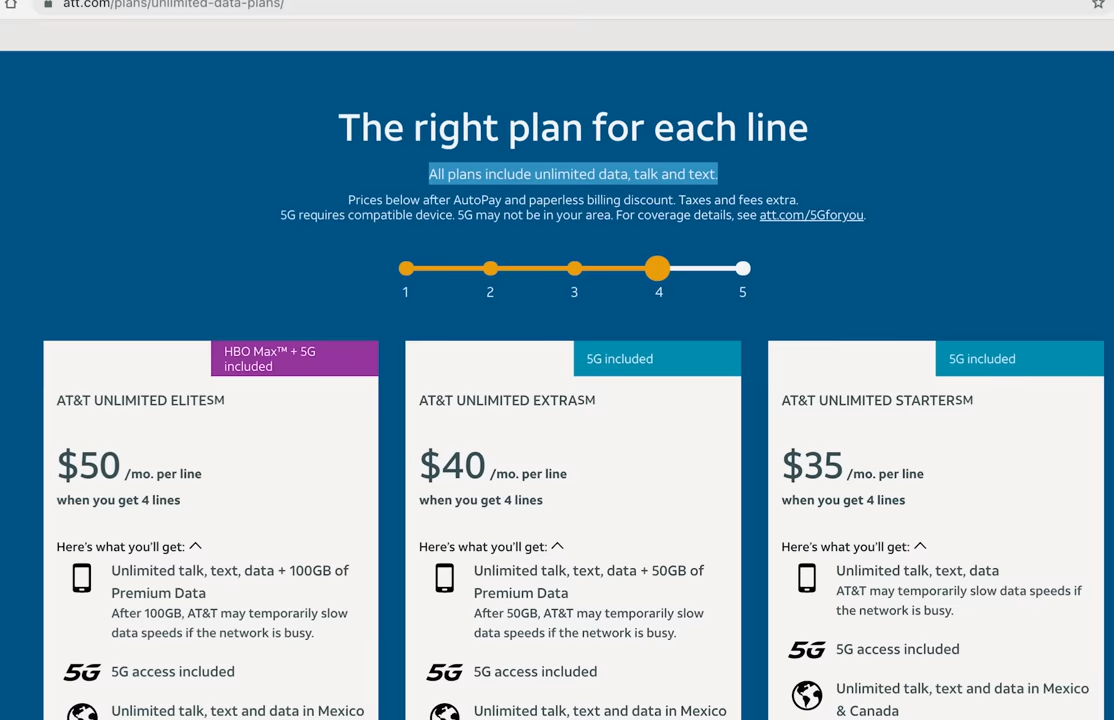 att.com/plans/unlimited-data-plans/
The right plan for each line
All plans include unlimited data, talk and text.
Prices below after AutoPay and paperless billing discount. Taxes and fees extra.
5G requires compatible device. 5G may not be in your area. For coverage details, see att.com/5Gforyou.
1 2 3 4 5
HBO Max™ + 5G
included
AT&T UNLIMITED ELITESM
$50 /mo. per line
when you get 4 lines
Here's what you'll get:
Unlimited talk, text, data + 100GB of
Premium Data
After 100GB, AT&T may temporarily slow
data speeds if the network is busy.
5G 5G access included
Unlimited talk, text and data in Mexico
5G included
AT&T UNLIMITED EXTRASM
$40 /mo. per line
when you get 4 lines
Here's what you'll get:
Unlimited talk, text, data + 50GB of
Premium Data
After 50GB, AT&T may temporarily slow
data speeds if the network is busy.
5G 5G access included
Unlimited talk, text and data in Mexico
5G included
AT&T UNLIMITED STARTERSM
$35 /mo. per line
when you get 4 lines
Here's what you'll get:
Unlimited talk, text, data
AT&T may temporarily slow data speeds if
the network is busy.
5G 5G access included
Unlimited talk, text and data in Mexico
& Canada